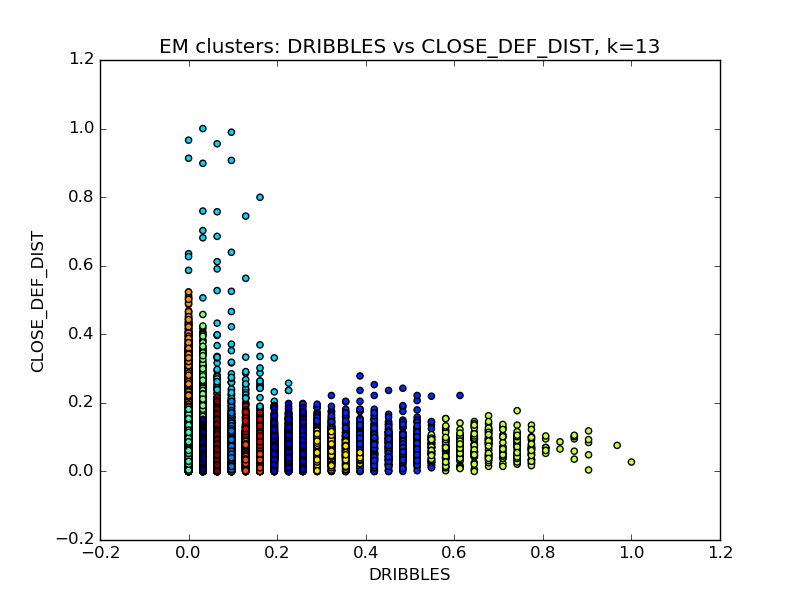 EM clusters: DRIBBLES vs CLOSE_DEF_DIST, k=13
1.2
1.0
0.8
0.6
0.4
0.2
0.0
−0.2
CLOSE_DEF_DIST
−0.2 0.0 0.2 0.4 0.6 0.8 1.0 1.2
DRIBBLES